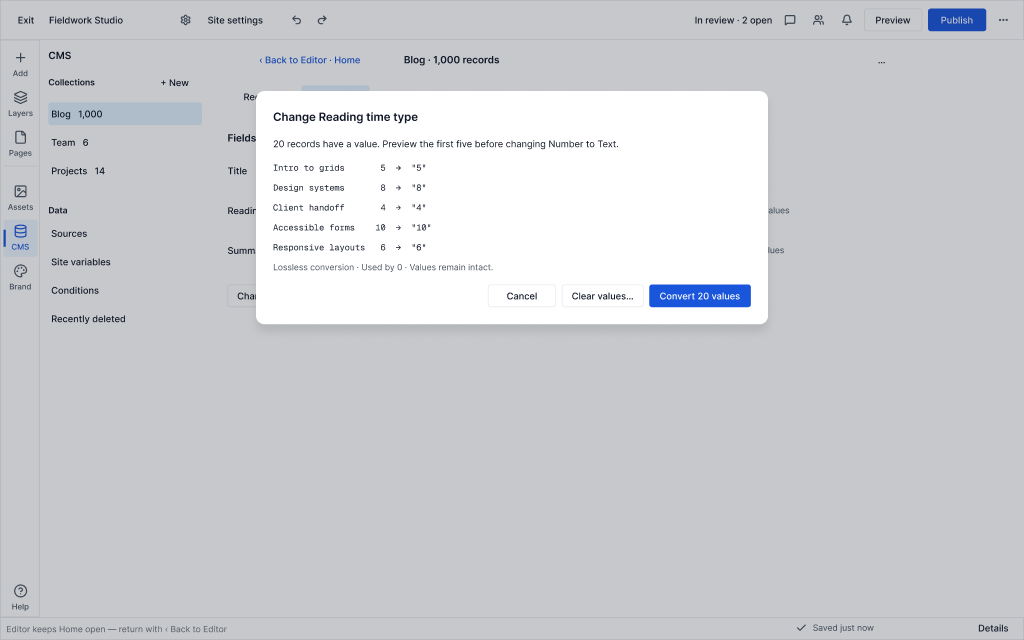 Exit Fieldwork Studio Site settings In review · 2 open Preview Publish ...
Add
Layers
Pages
Assets
CMS
Brand
Help
CMS
Collections + New
Blog 1,000
Team 6
Projects 14
Data
Sources
Site variables
Conditions
Recently deleted
‹ Back to Editor · Home Blog · 1,000 records ...
Fields
Title
Change Reading time type
20 records have a value. Preview the first five before changing Number to Text.
Intro to grids 5 → "5"
Design systems 8 → "8"
Client handoff 4 → "4"
Accessible forms 10 → "10"
Responsive layouts 6 → "6"
Lossless conversion · Used by 0 · Values remain intact.
Cancel Clear values... Convert 20 values
Editor keeps Home open — return with ‹ Back to Editor Saved just now Details